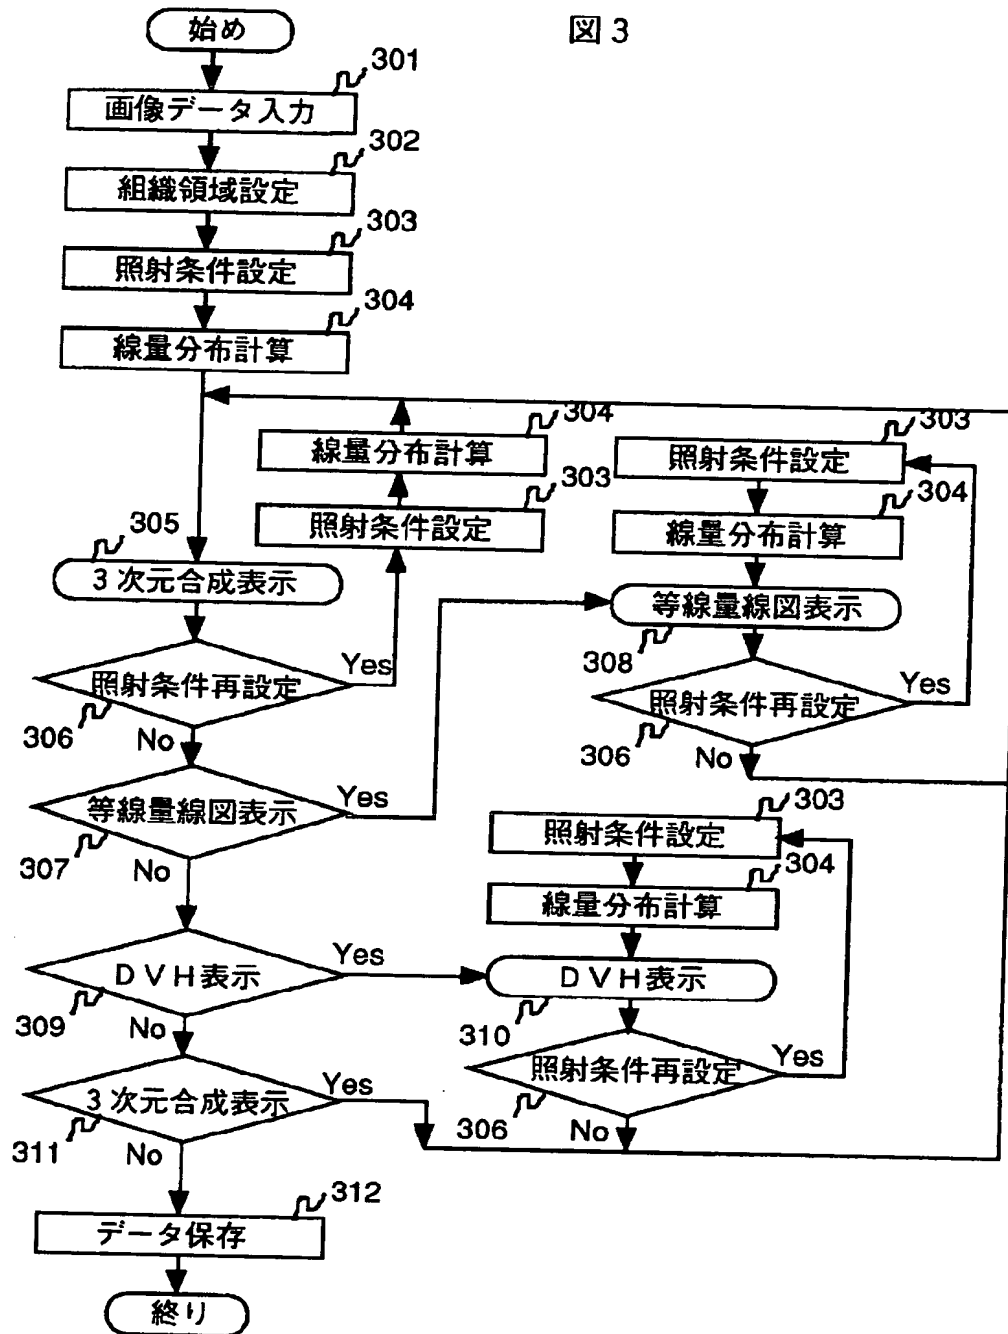 図3
始め
301
画像データ入力
302
組織領域設定
303
照射条件設定
304
線量分布計算
304
線量分布計算
303
照射条件設定
305
3次元合成表示
照射条件再設定
Yes
306
No
等線量線図表示
Yes
307
No
303
照射条件設定
304
線量分布計算
等線量線図表示
308
照射条件再設定
Yes
306
No
DVH表示
Yes
309
No
303
照射条件設定
304
線量分布計算
DVH表示
310
照射条件再設定
Yes
306
No
3次元合成表示
Yes
311
No
312
データ保存
終り